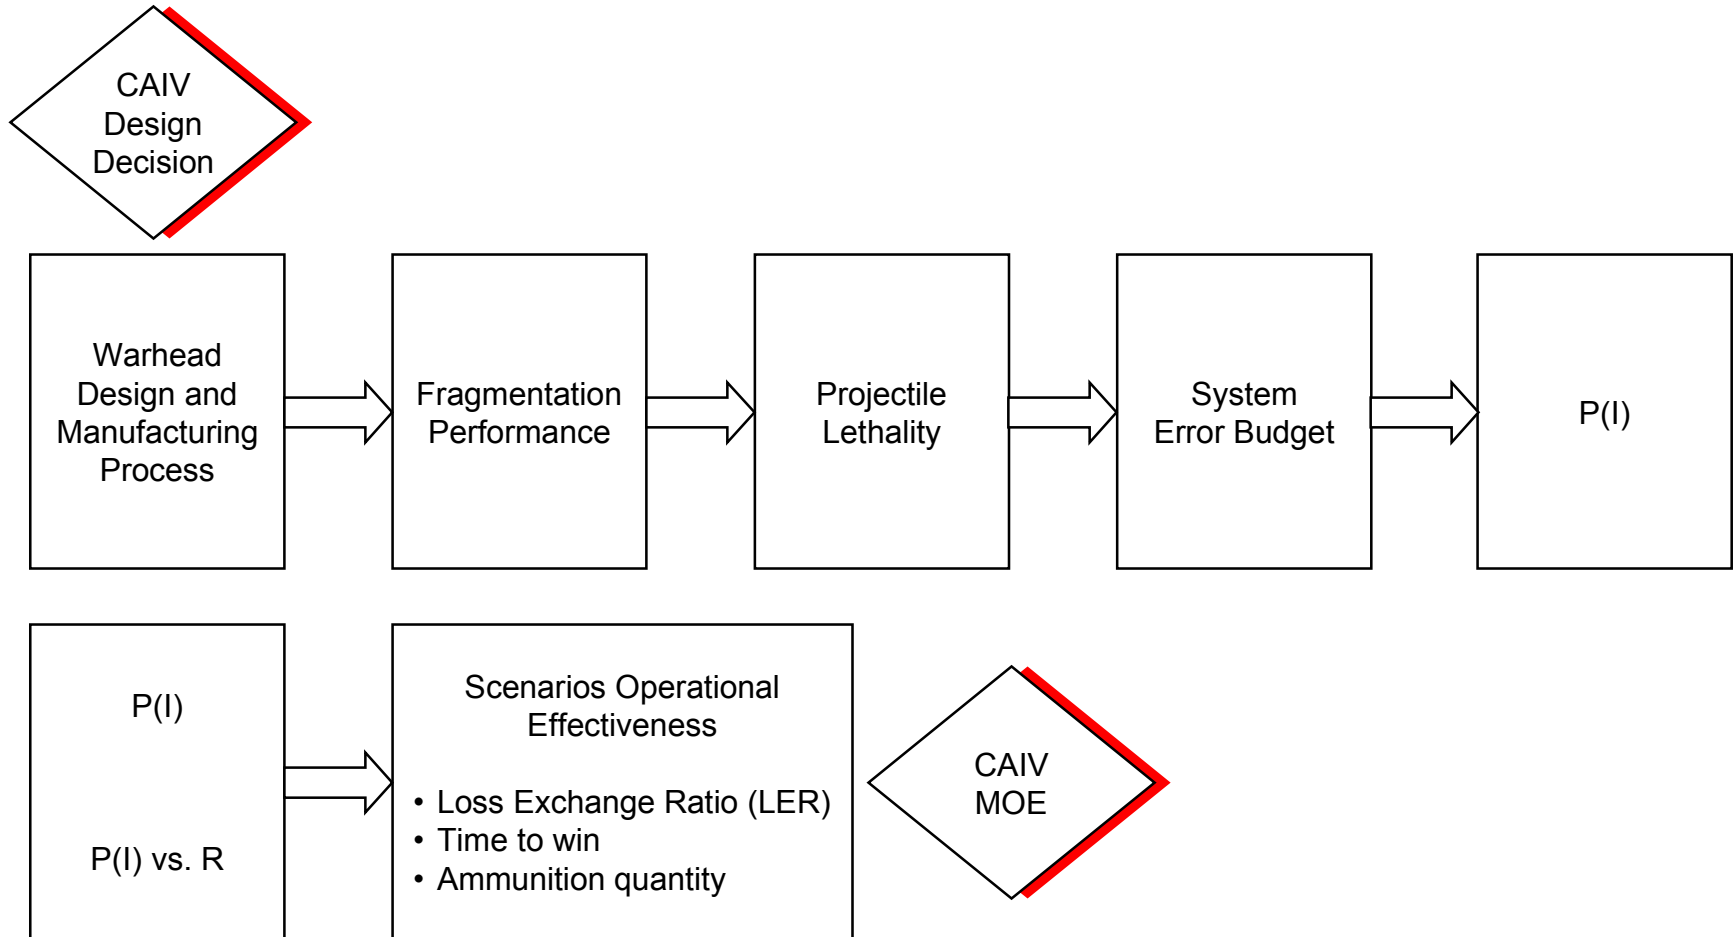 CAIV
Design
Decision
Warhead
Design and
Manufacturing
Process
Fragmentation
Performance
Projectile
Lethality
System
Error Budget
P(I)
P(I)
P(I) vs. R
Scenarios Operational
Effectiveness
• Loss Exchange Ratio (LER)
• Time to win
• Ammunition quantity
CAIV
MOE